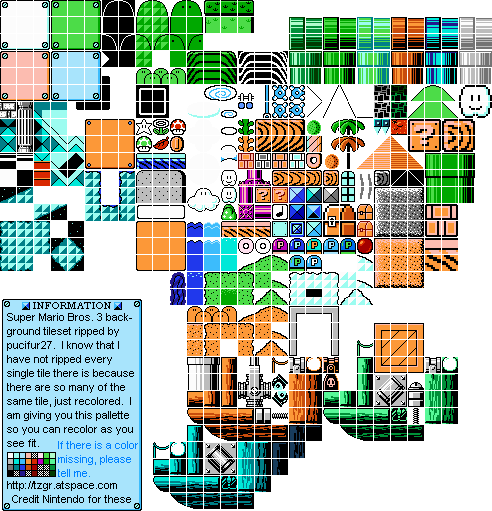 INFORMATION
Super Mario Bros. 3 back-
ground tileset ripped by
pucifur27. I know that I
have not ripped every
single tile there is because
there are so many of the
same tile, just recolored. I
am giving you this pallette
so you can recolor as you
see fit.
If there is a color
missing, please
tell me.
http://tzgr.atspace.com
Credit Nintendo for these
P P P P
P P